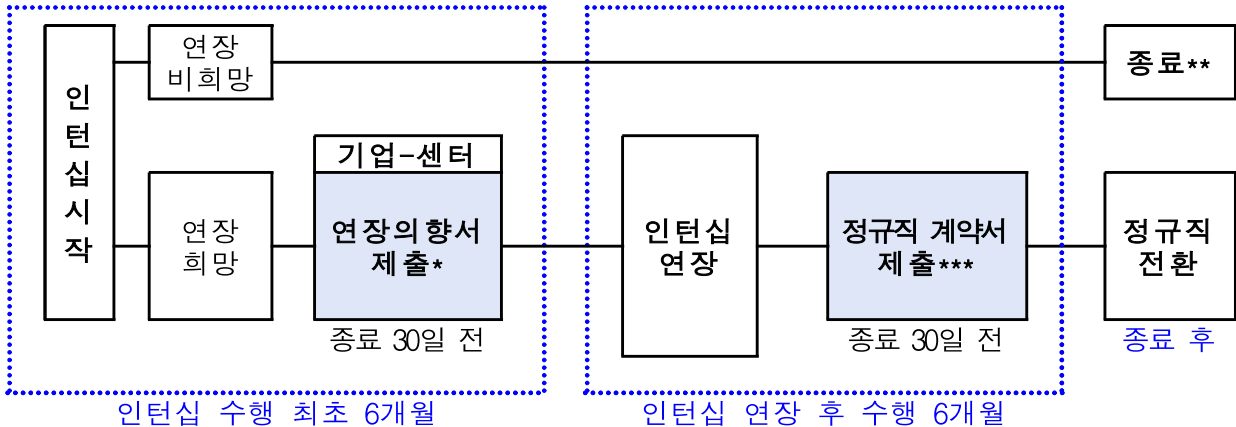 인턴십시작
연장
비희망
종료**
연장
희망
기업-센터
연장의향서
제출*
종료 30일 전
인턴십
연장
정규직 계약서
제출***
종료 30일 전
정규직
전환
종료 후
인턴십 수행 최초 6개월
인턴십 연장 후 수행 6개월